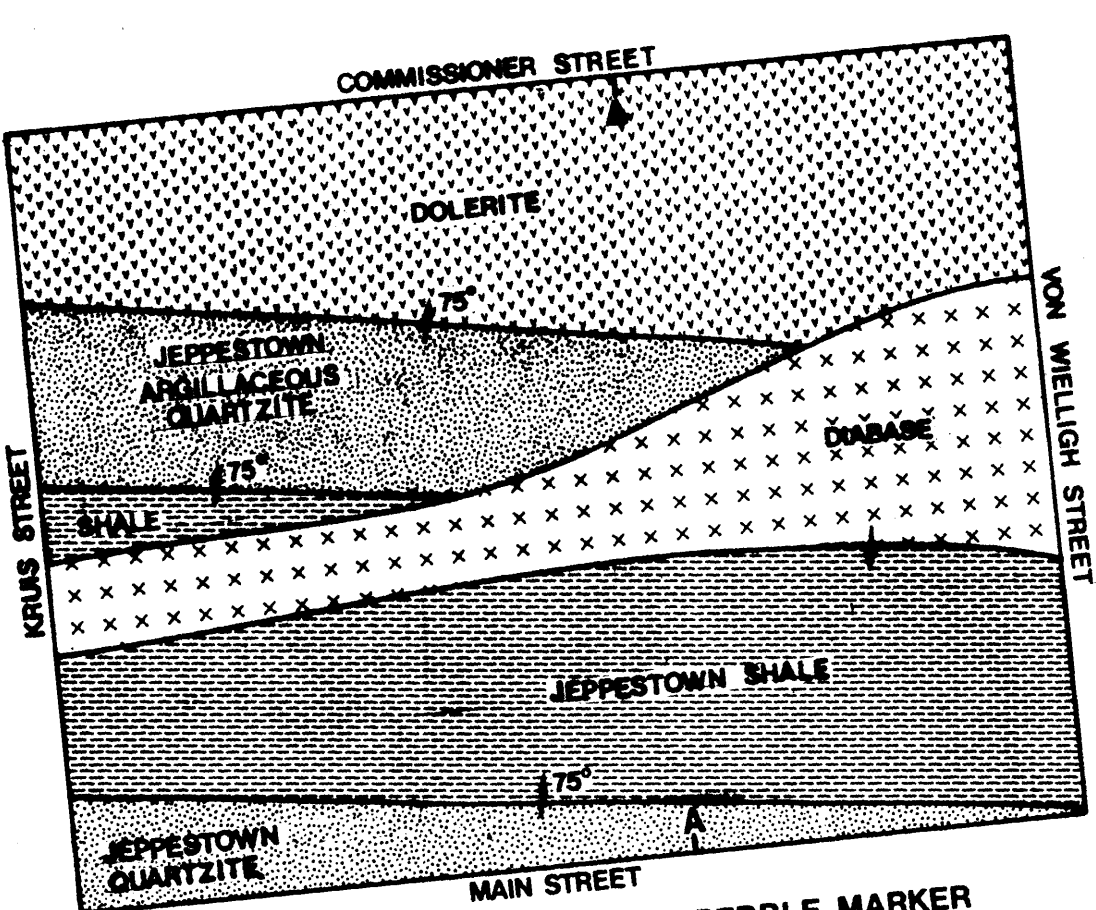 COMMISSIONER STREET
DOLERITE
75°
JEPPESTOWN
ARGILLACEOUS
QUARTZITE
VON WIELLIGH STREET
DIABASE
75°
SHALE
KRUIS STREET
JEPPESTOWN SHALE
75°
A
JEPPESTOWN
QUARTZITE
MAIN STREET
MARKER